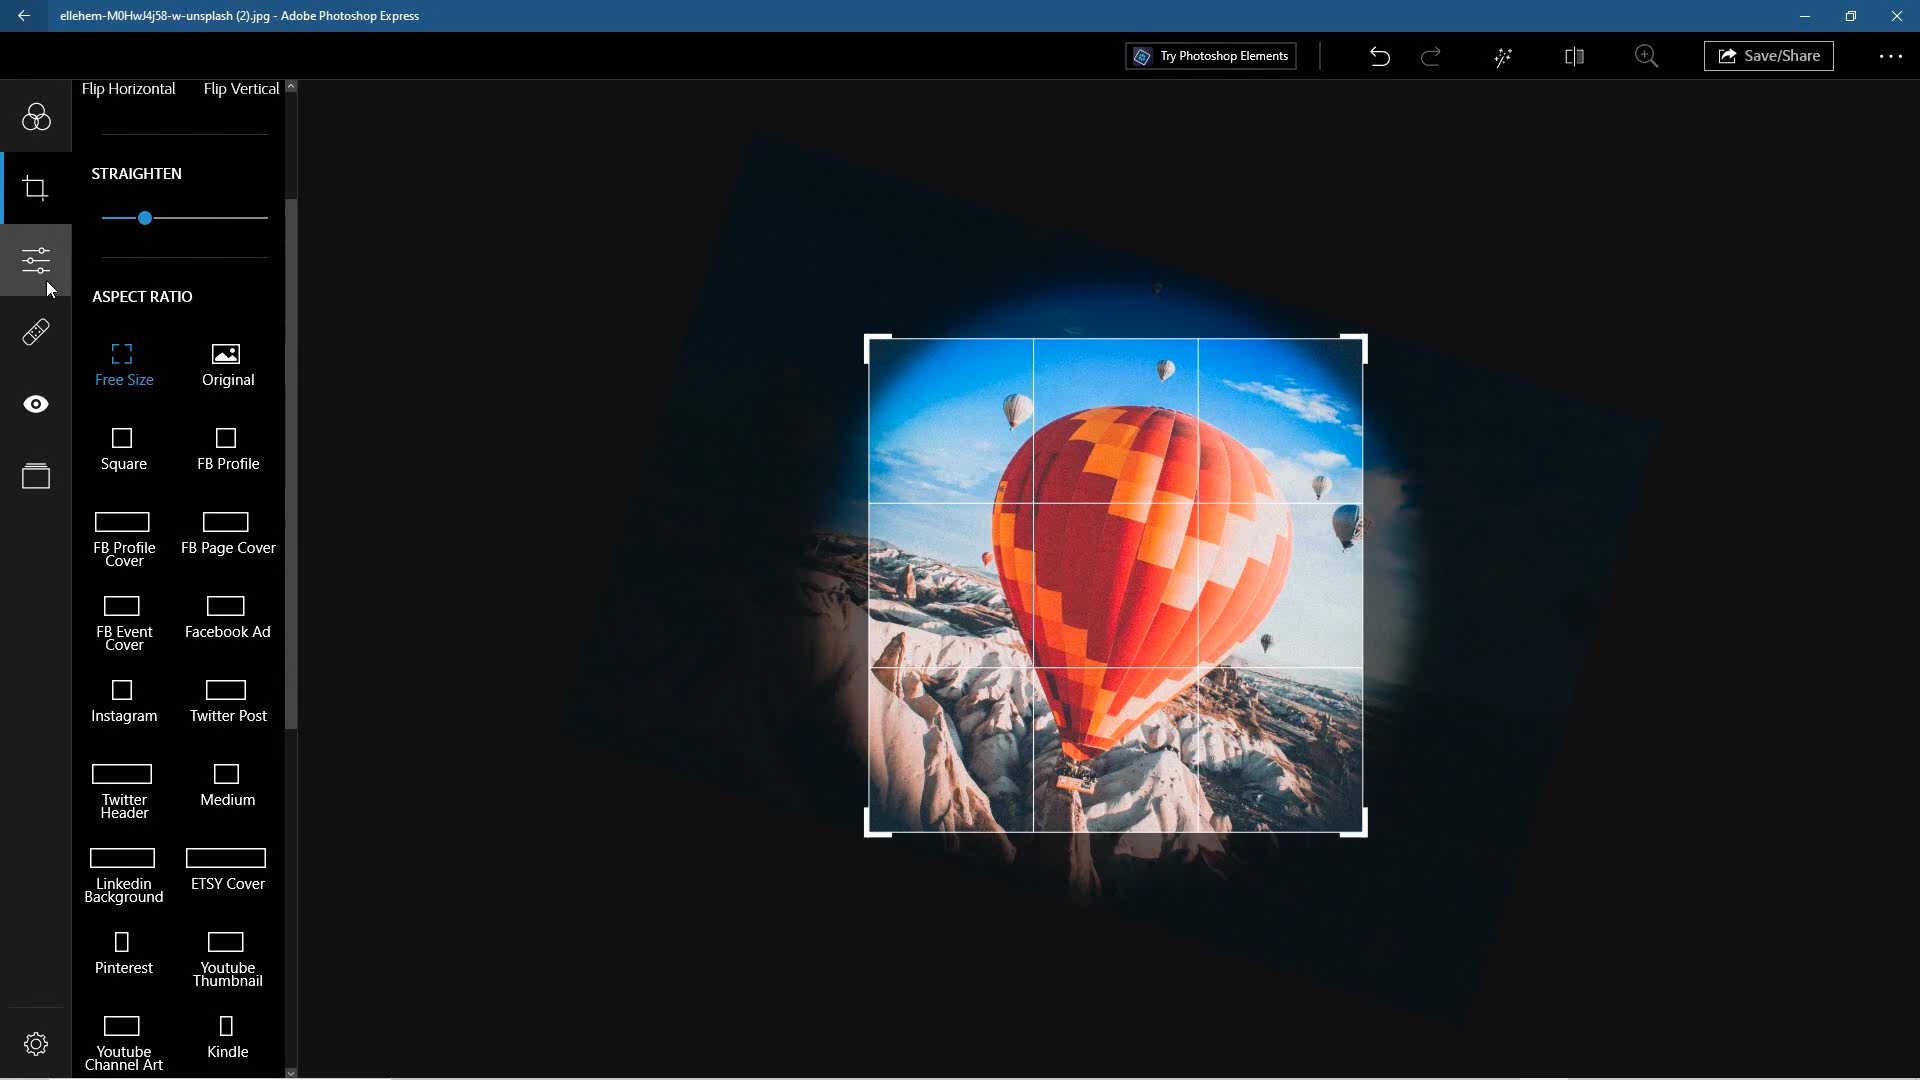 ellehem-M0HwJ4j58-w-unsplash (2).jpg - Adobe Photoshop Express
Try Photoshop Elements
Save/Share
Flip Horizontal
Flip Vertical
STRAIGHTEN
ASPECT RATIO
Free Size
Original
Square
FB Profile
FB Profile
Cover
FB Page Cover
FB Event
Cover
Facebook Ad
Instagram
Twitter Post
Twitter
Header
Medium
Linkedin
Background
ETSY Cover
Pinterest
Youtube
Thumbnail
Youtube
Channel Art
Kindle